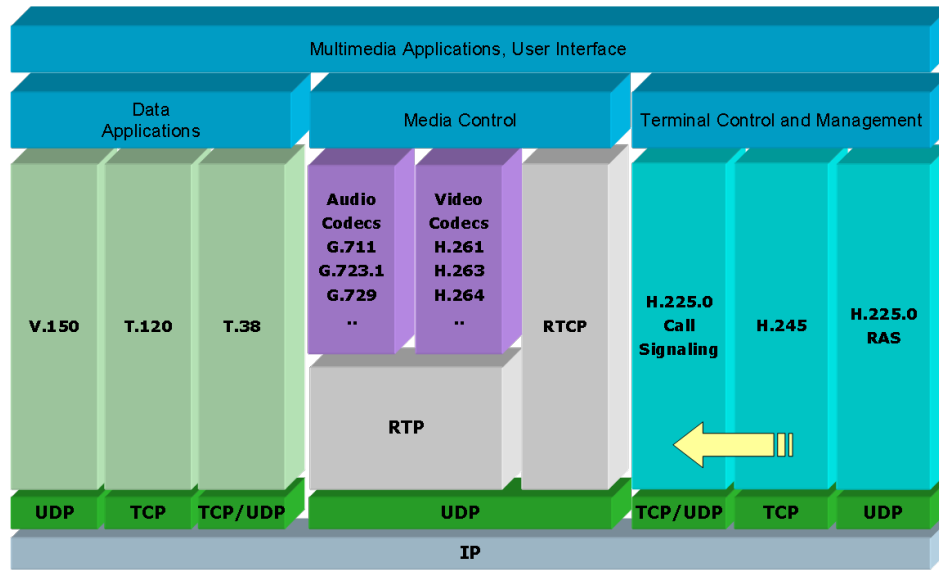 Multimedia Applications, User Interface
Data
Applications
Media Control
Terminal Control and Management
V.150
T.120
T.38
Audio
Codecs
G.711
G.723.1
G.729
..
Video
Codecs
H.261
H.263
H.264
..
RTP
RTCP
H.225.0
Call
Signaling
H.245
H.225.0
RAS
UDP
TCP
TCP/UDP
UDP
TCP/UDP
TCP
UDP
IP